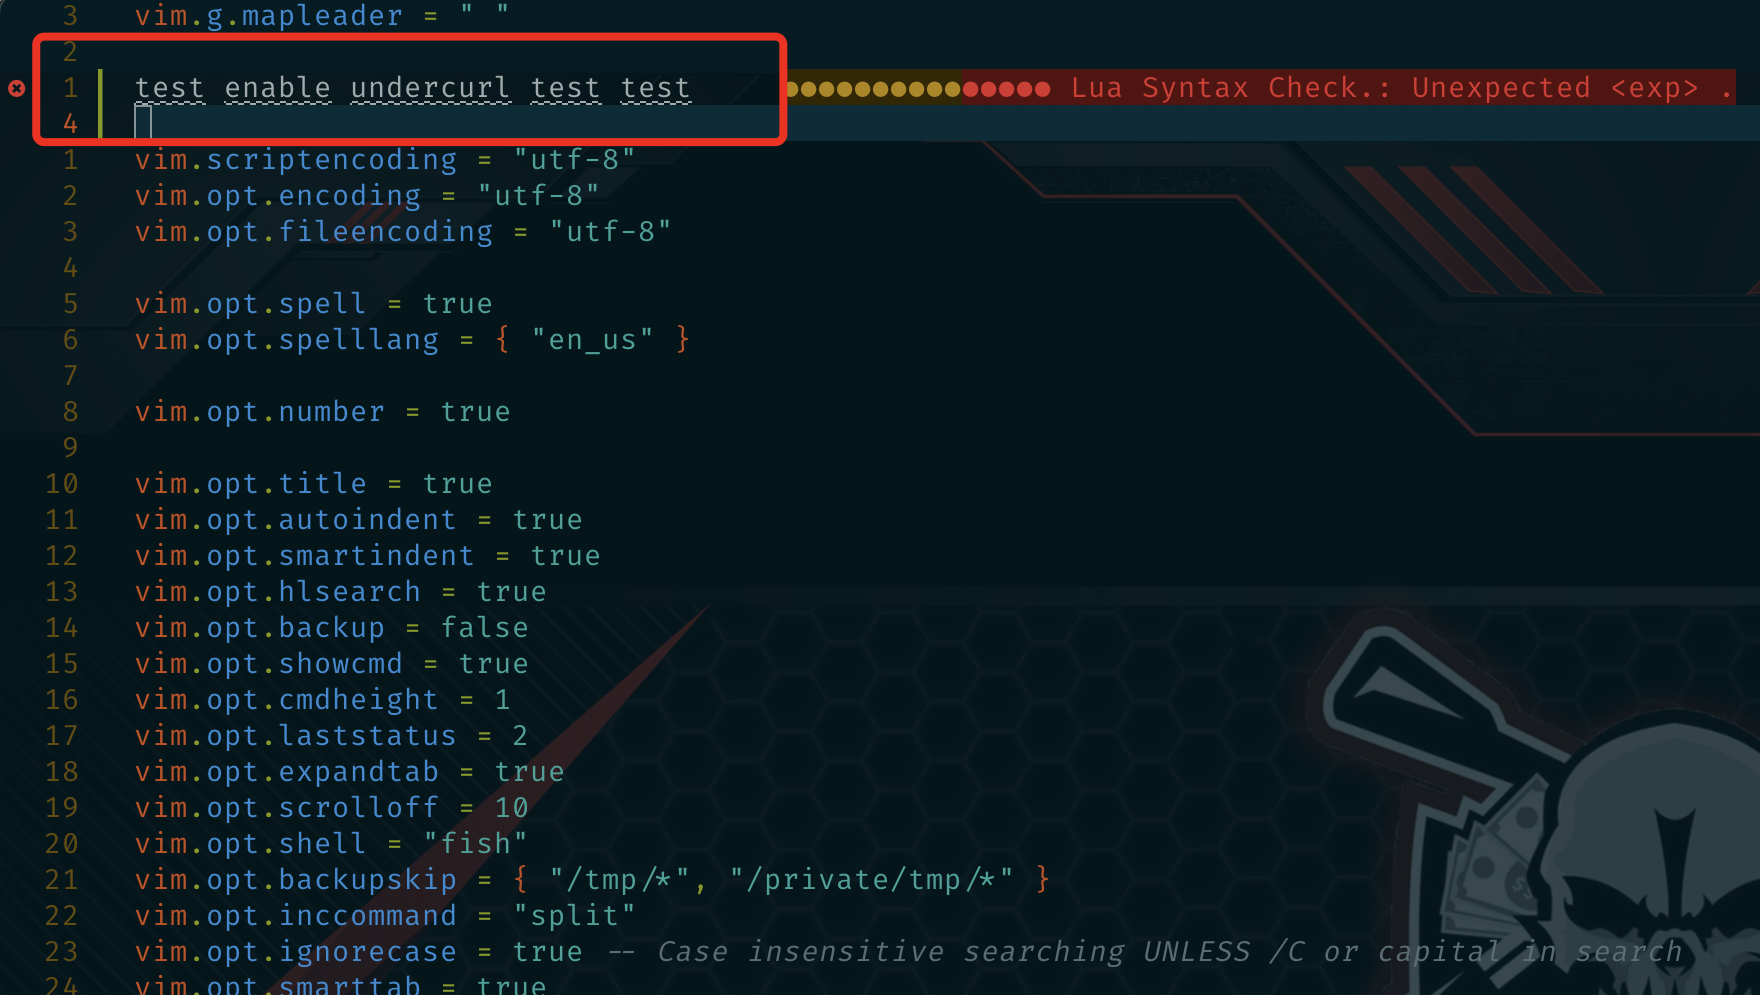 3 vim.g.mapleader = " "
2
1 test enable undercurl test test ●●●●●●●●●●●●●●● Lua Syntax Check.: Unexpected <exp> .
4
1 vim.scriptencoding = "utf-8"
2 vim.opt.encoding = "utf-8"
3 vim.opt.fileencoding = "utf-8"
4
5 vim.opt.spell = true
6 vim.opt.spelllang = { "en_us" }
7
8 vim.opt.number = true
9
10 vim.opt.title = true
11 vim.opt.autoindent = true
12 vim.opt.smartindent = true
13 vim.opt.hlsearch = true
14 vim.opt.backup = false
15 vim.opt.showcmd = true
16 vim.opt.cmdheight = 1
17 vim.opt.laststatus = 2
18 vim.opt.expandtab = true
19 vim.opt.scrolloff = 10
20 vim.opt.shell = "fish"
21 vim.opt.backupskip = { "/tmp/*", "/private/tmp/*" }
22 vim.opt.inccommand = "split"
23 vim.opt.ignorecase = true -- Case insensitive searching UNLESS /C or capital in search
24 vim.opt.smarttab = true